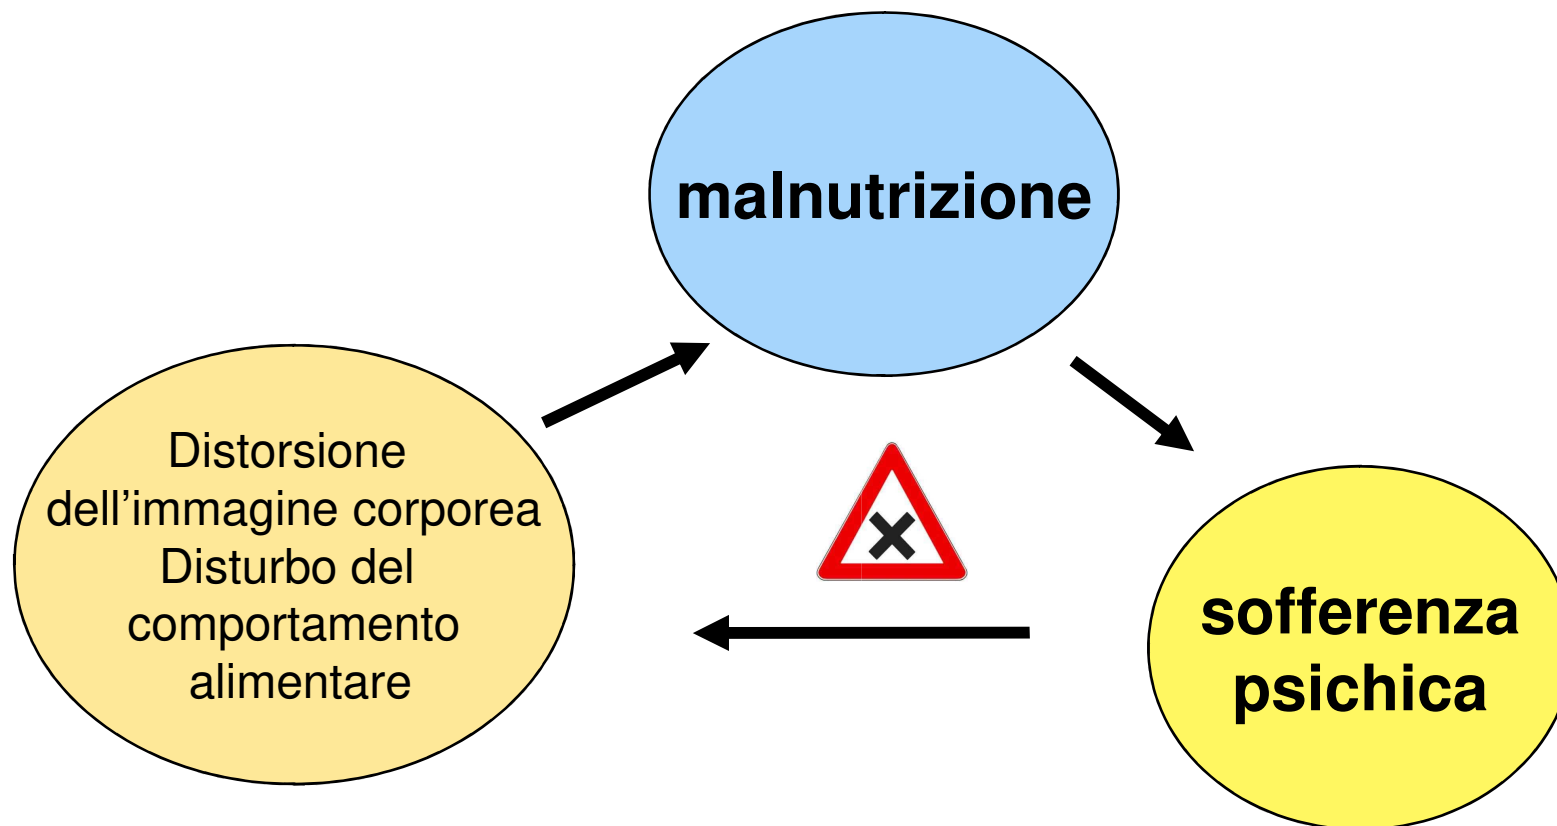 malnutrizione
Distorsione
dell’immagine corporea
Disturbo del
comportamento
alimentare
sofferenza
psichica